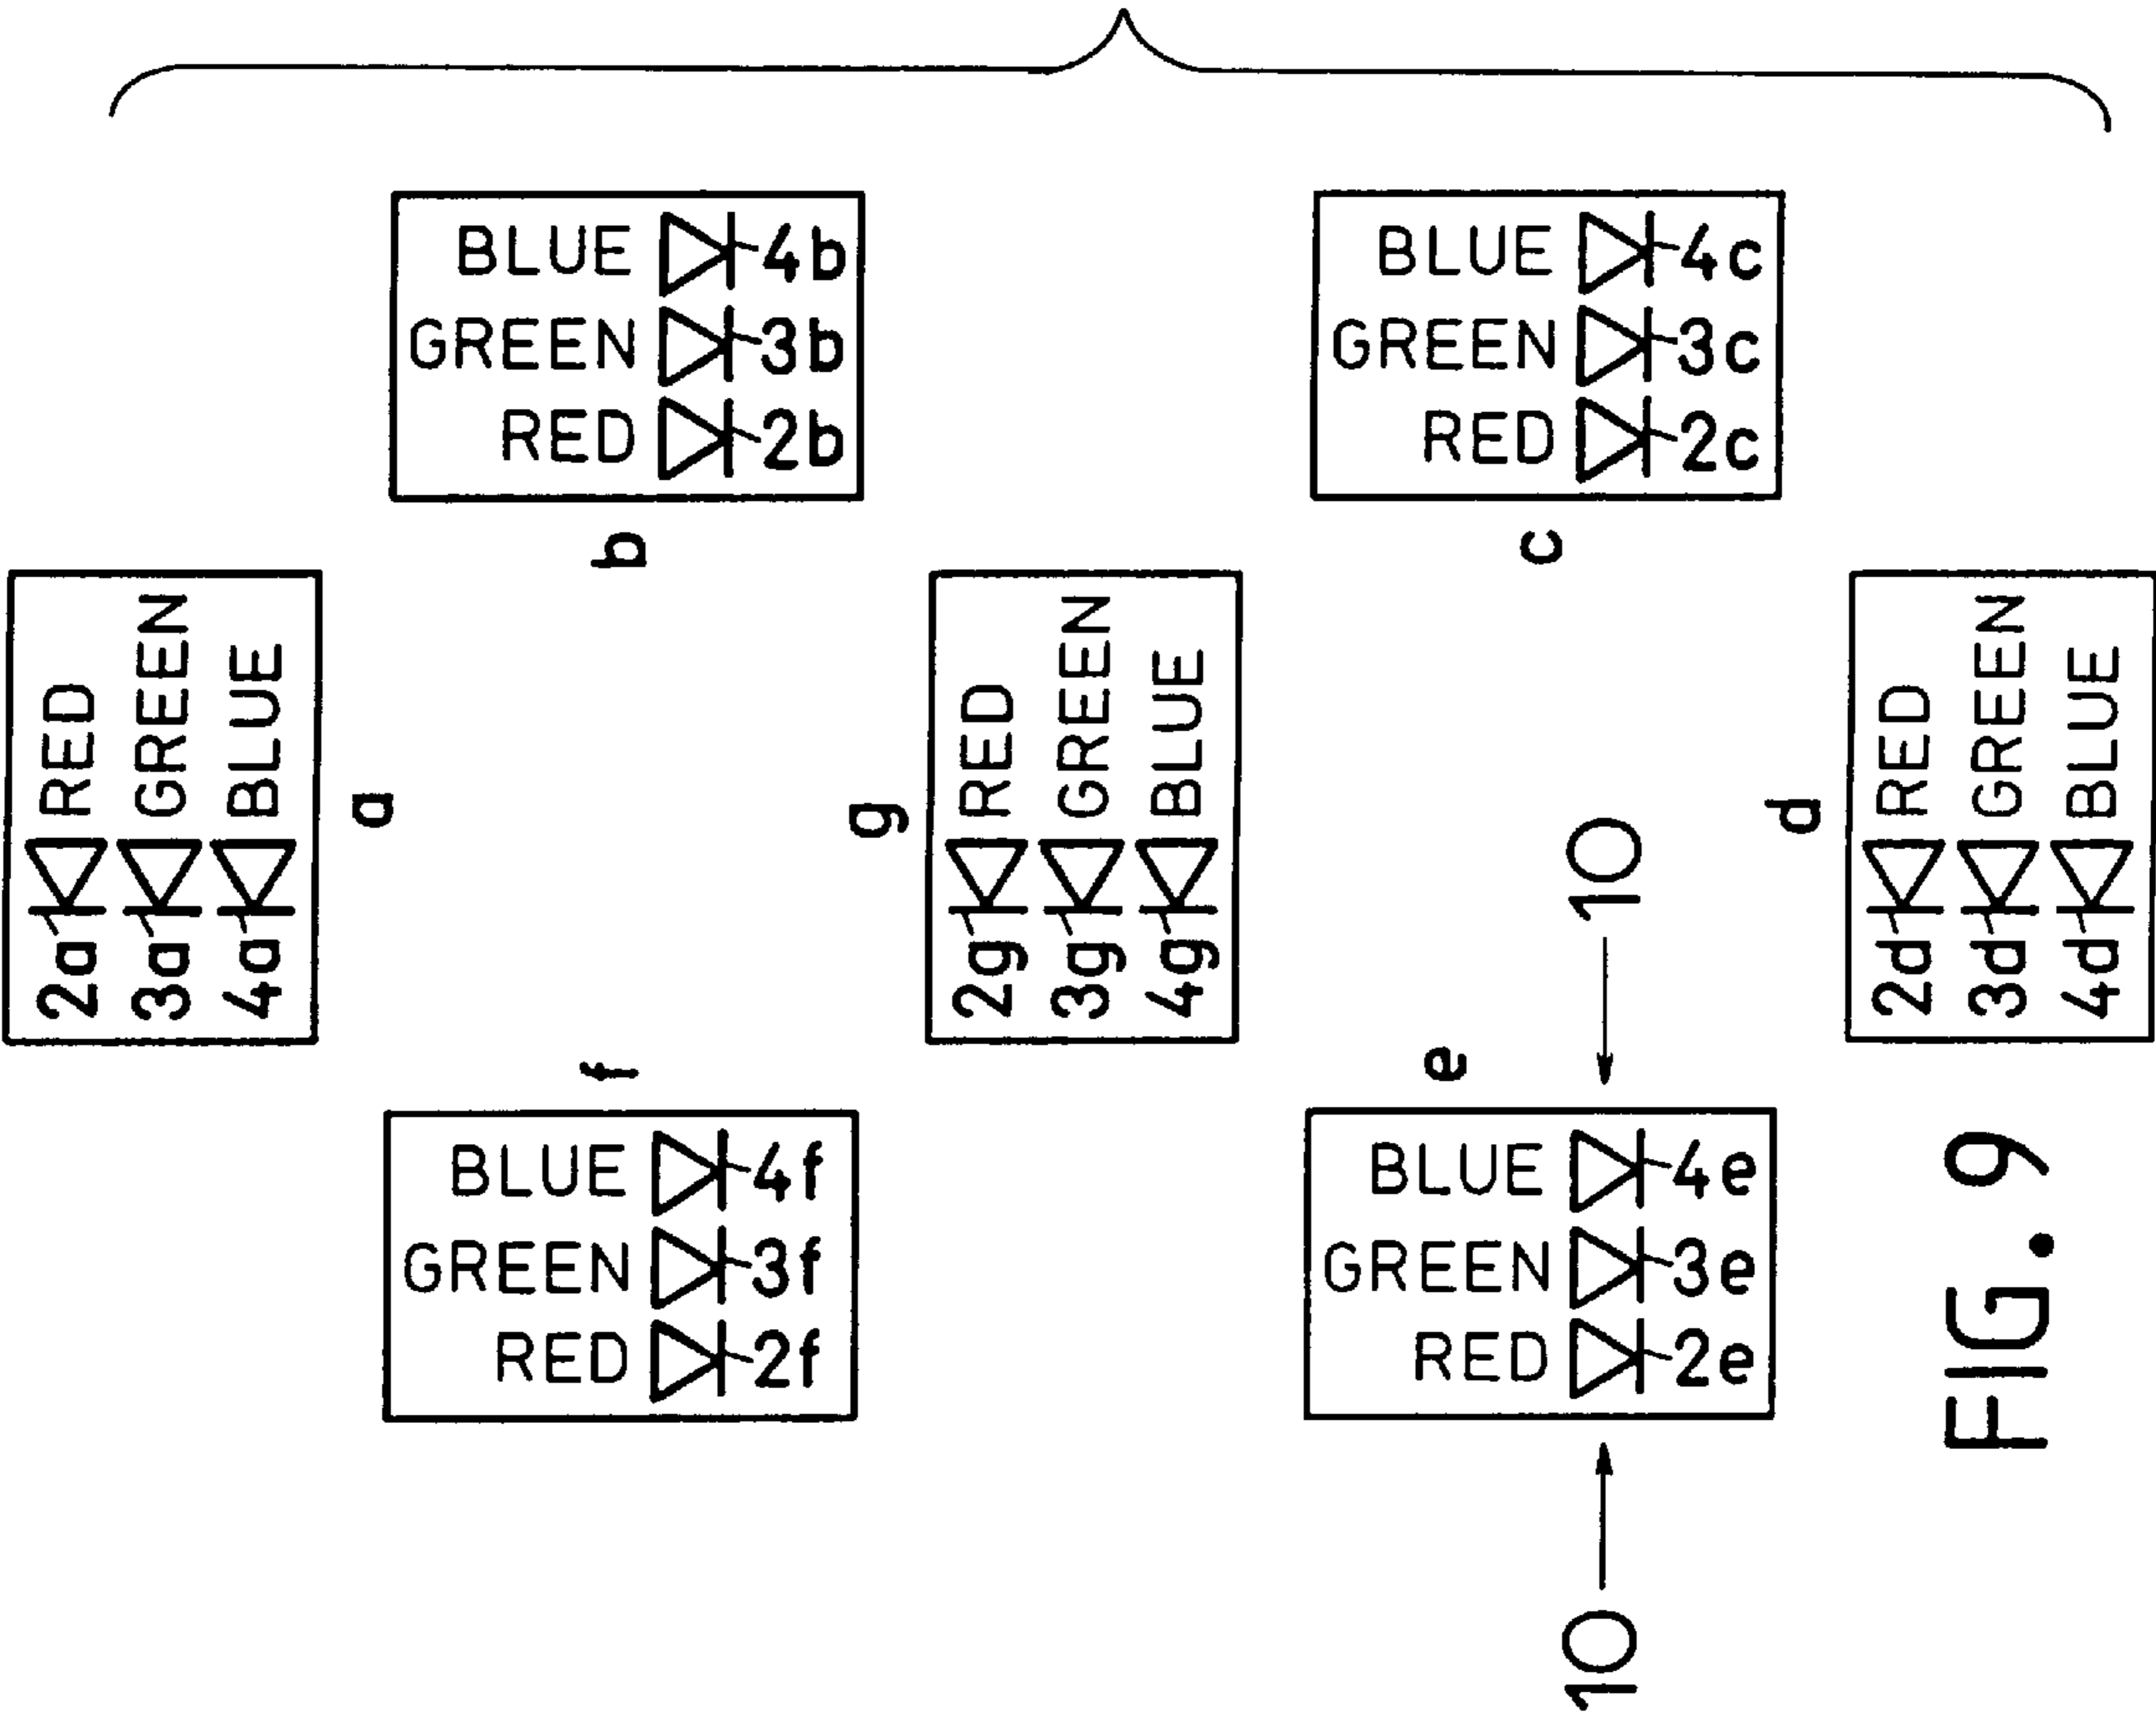 2a RED
3a GREEN
4a BLUE
a
BLUE 4b
GREEN 3b
RED 2b
b
BLUE 4f
GREEN 3f
RED 2f
f
g
2g RED
3g GREEN
4g BLUE
BLUE 4c
GREEN 3c
RED 2c
c
e
BLUE 4e
GREEN 3e
RED 2e
10
10
d
2d RED
3d GREEN
4d BLUE
FIG. 9